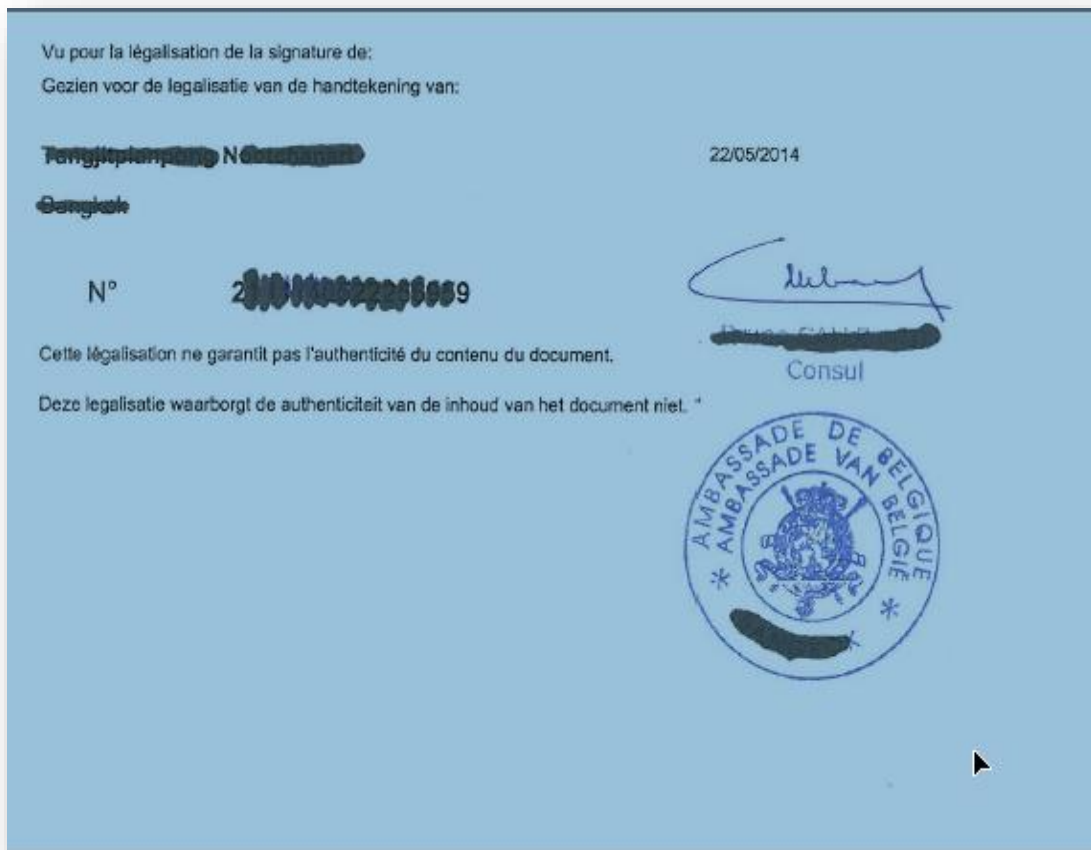 Vu pour la légalisation de la signature de:
Gezien voor de legalisatie van de handtekening van:
22/05/2014
N°
Cette légalisation ne garantit pas l'authenticité du contenu du document.
Consul
Deze legalisatie waarborgt de authenticiteit van de inhoud van het document niet. "
AMBASSADE DE BELGIQUE
AMBASSADE VAN BELGIË